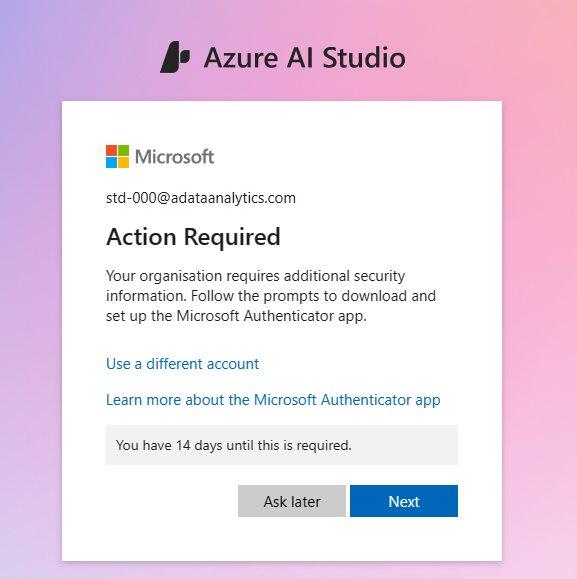 Azure AI Studio
Microsoft
std-000@adataanalytics.com
Action Required
Your organisation requires additional security
information. Follow the prompts to download and
set up the Microsoft Authenticator app.
Use a different account
Learn more about the Microsoft Authenticator app
You have 14 days until this is required.
Ask later
Next